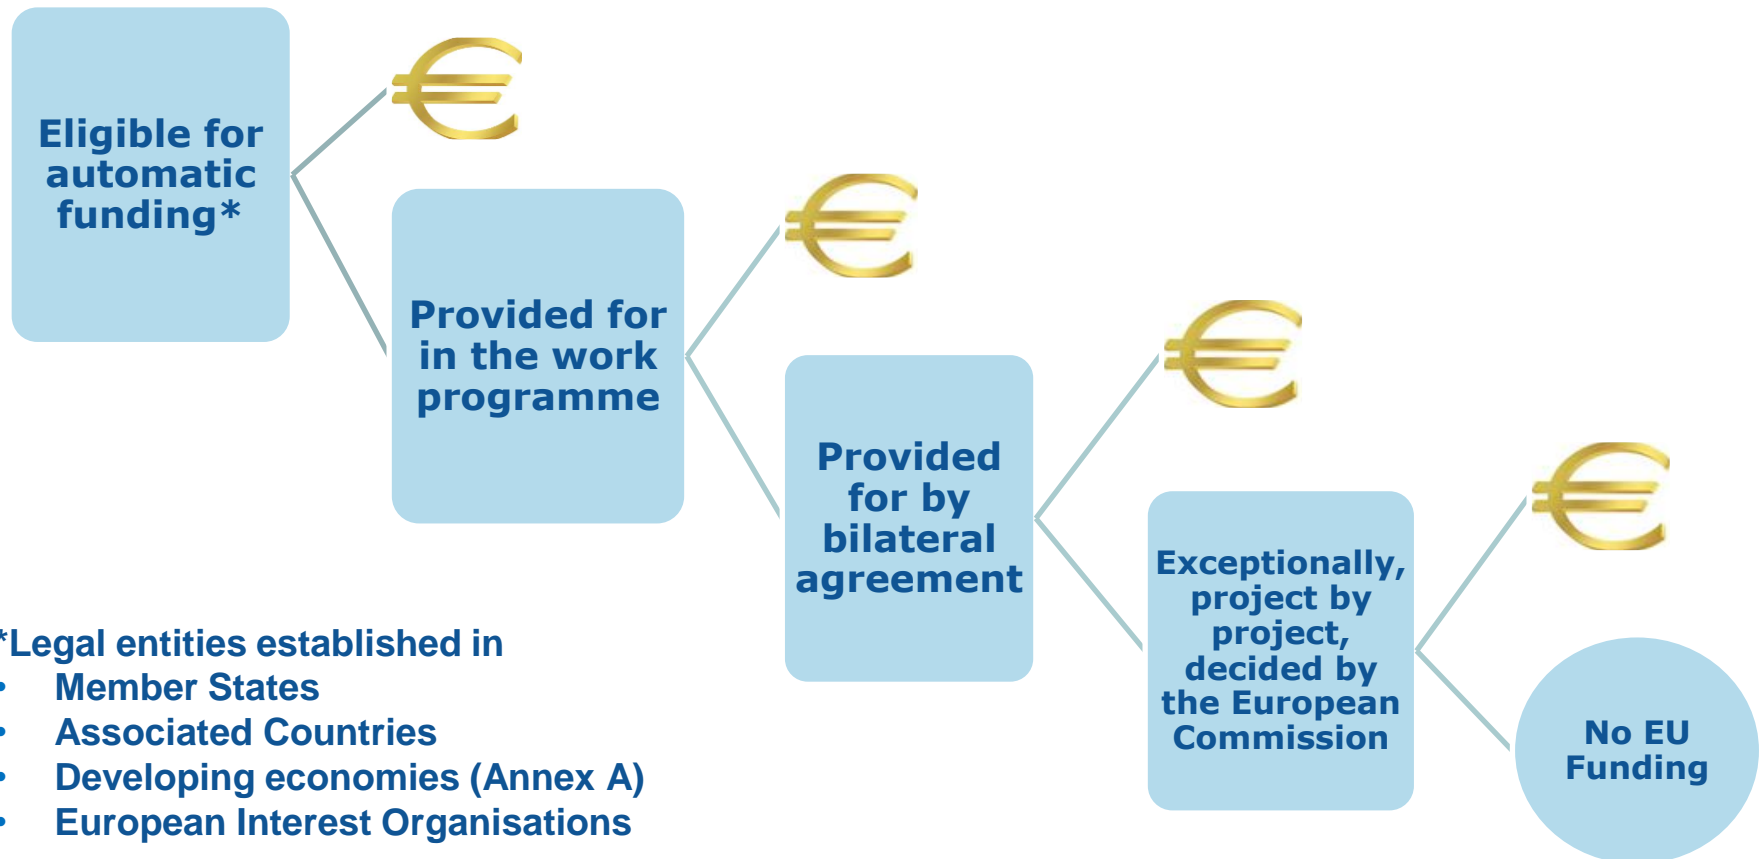 Eligible for
automatic
funding*
Provided for
in the work
programme
Provided
for by
bilateral
agreement
Exceptionally,
project by
project,
decided by
the European
Commission
No EU
Funding
*Legal entities established in
• Member States
• Associated Countries
• Developing economies (Annex A)
• European Interest Organisations